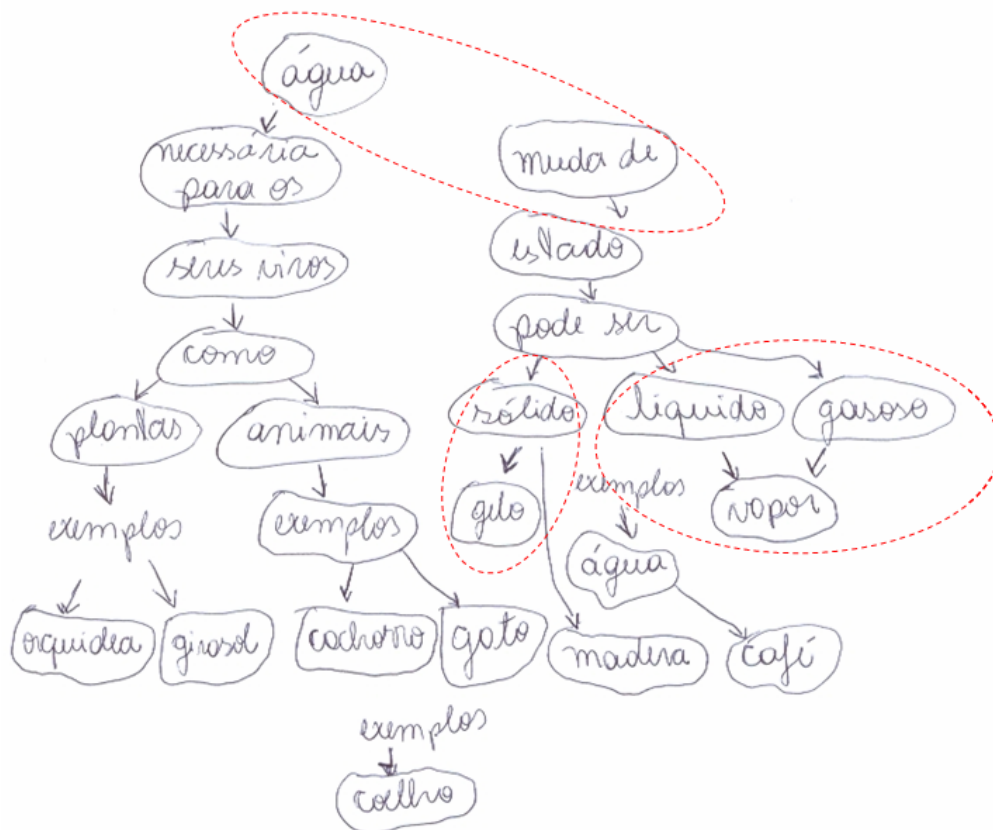 água
necessária
para os
muda de
seres vivos
estado
como
pode ser
plantas
animais
sólido
líquido
gasoso
exemplos
exemplos
gelo
exemplos
vapor
água
orquidea
girasol
cachorro
gato
madeira
café
exemplos
coelho